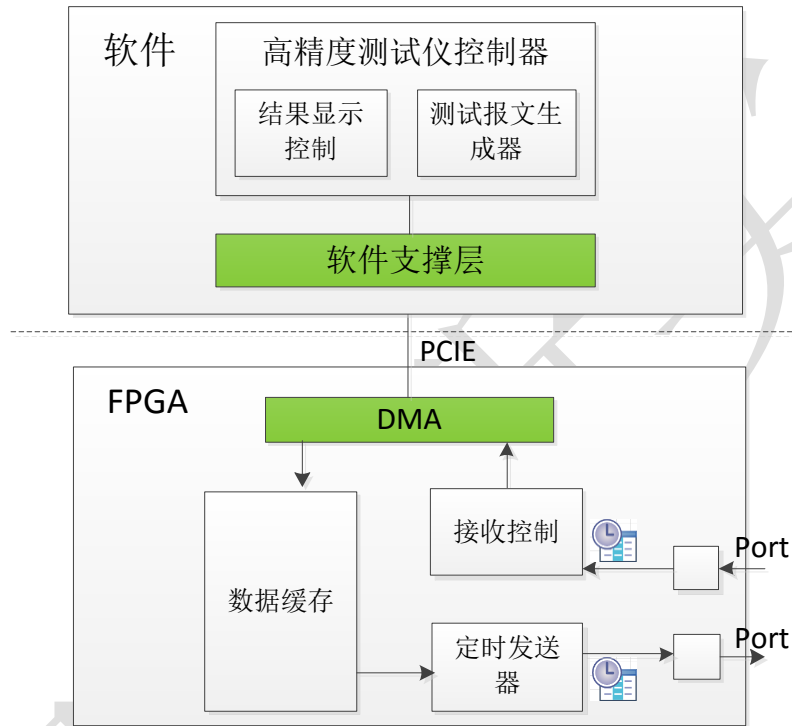 软件
高精度测试仪控制器
结果显示
控制
测试报文生
成器
软件支撑层
PCIE
FPGA
DMA
接收控制
Port
数据缓存
定时发送
器
Port